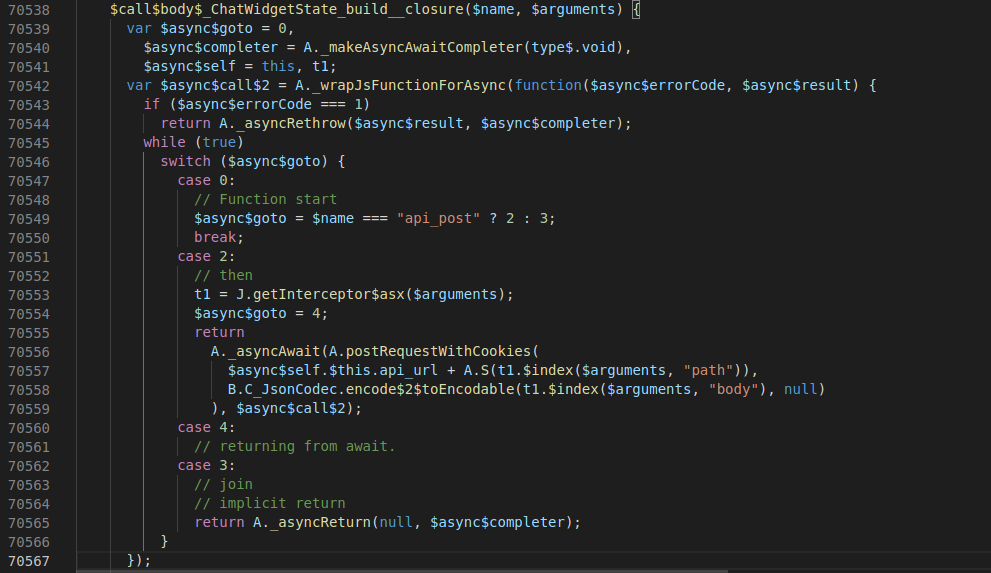 70538 $call$body$_ChatWidgetState_build__closure($name, $arguments) {
70539 var $async$goto = 0,
70540 $async$completer = A._makeAsyncAwaitCompleter(type$.void),
70541 $async$self = this, t1;
70542 var $async$call$2 = A._wrapJsFunctionForAsync(function($async$errorCode, $async$result) {
70543 if ($async$errorCode === 1)
70544 return A._asyncRethrow($async$result, $async$completer);
70545 while (true)
70546 switch ($async$goto) {
70547 case 0:
70548 // Function start
70549 $async$goto = $name === "api_post" ? 2 : 3;
70550 break;
70551 case 2:
70552 // then
70553 t1 = J.getInterceptor$asx($arguments);
70554 $async$goto = 4;
70555 return
70556 A._asyncAwait(A.postRequestWithCookies(
70557 $async$self.$this.api_url + A.S(t1.$index($arguments, "path")),
70558 B.C_JsonCodec.encode$2$toEncodable(t1.$index($arguments, "body"), null)
70559 ), $async$call$2);
70560 case 4:
70561 // returning from await.
70562 case 3:
70563 // join
70564 // implicit return
70565 return A._asyncReturn(null, $async$completer);
70566 }
70567 });